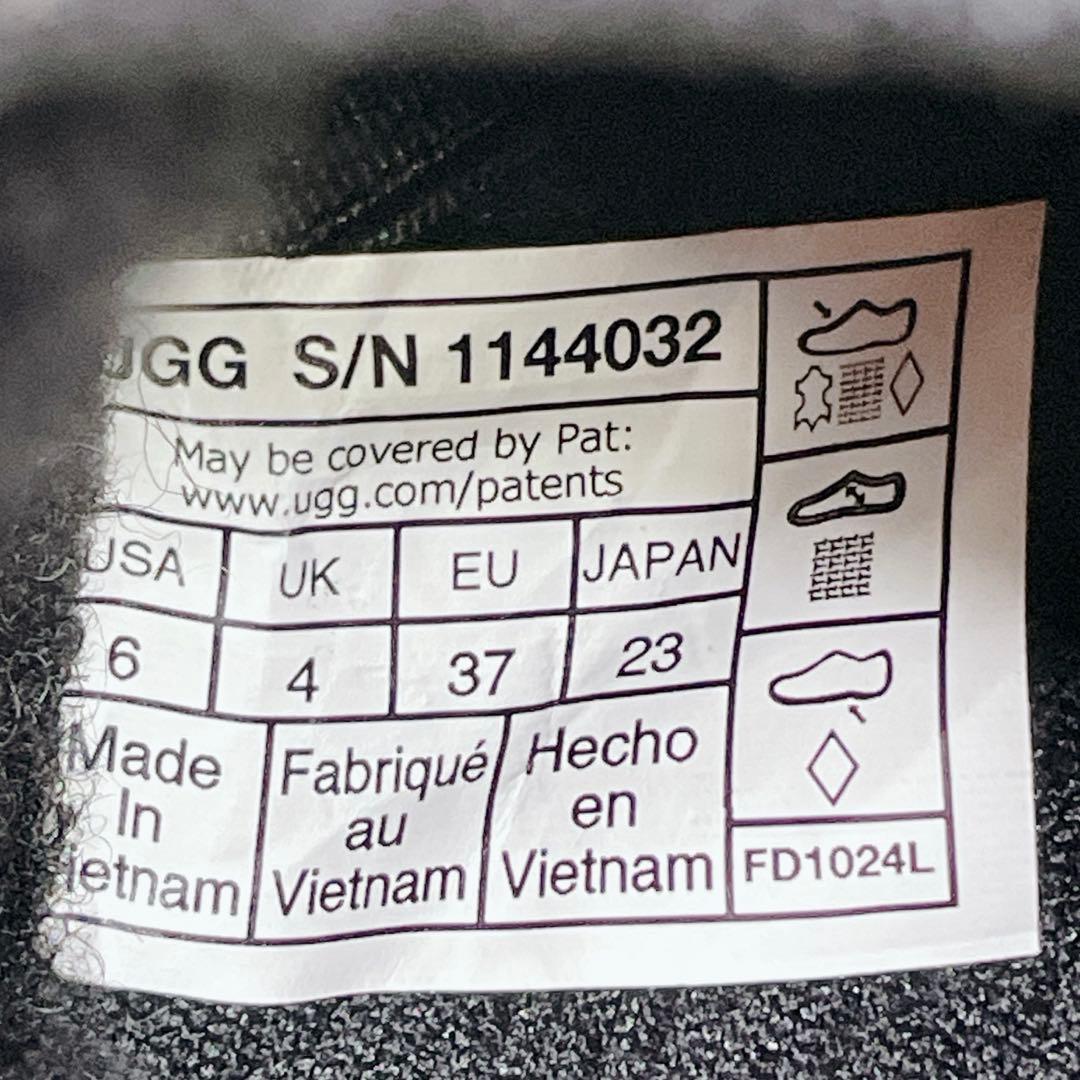 UGG S/N 1144032
May be covered by Pat:
www.ugg.com/patents
USA UK EU JAPAN
6 4 37 23
Made In Vietnam
Fabriqué au Vietnam
Hecho en Vietnam
FD1024L